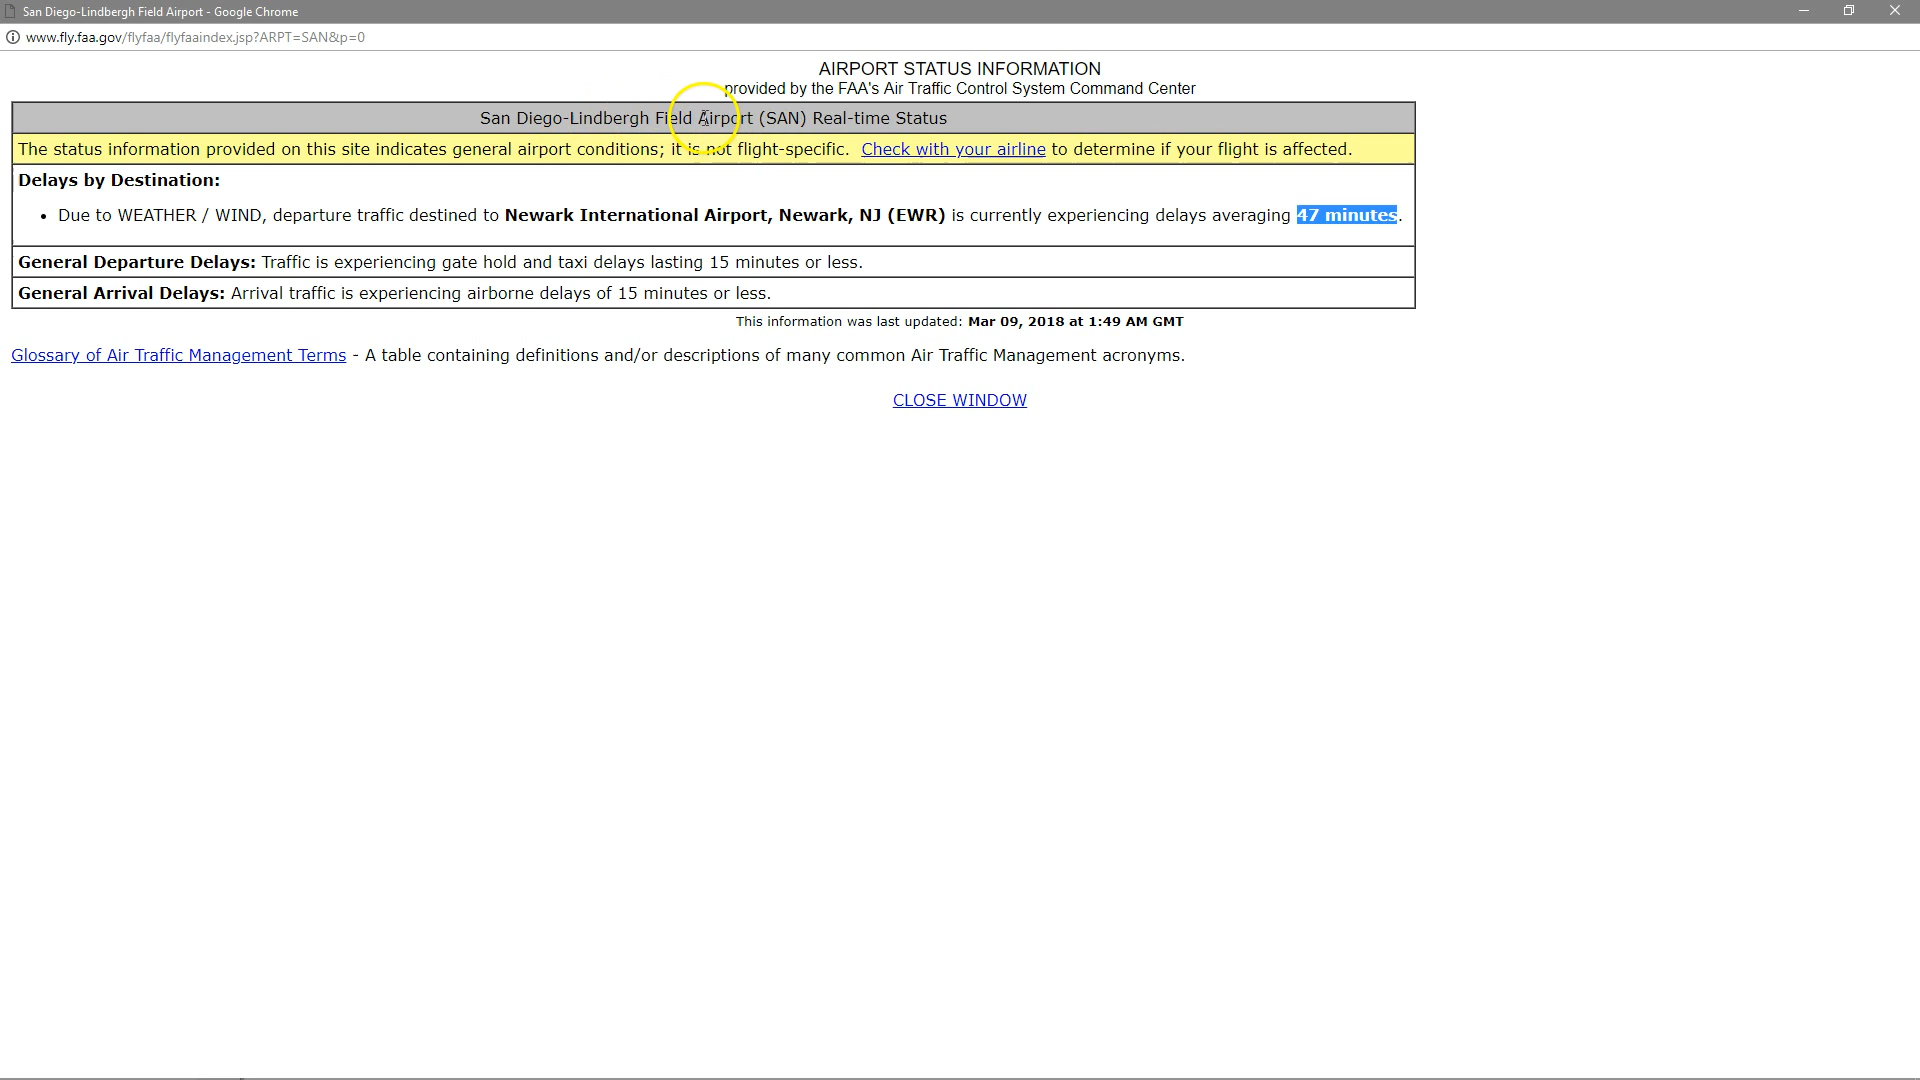 San Diego-Lindbergh Field Airport - Google Chrome
www.fly.faa.gov/flyfaa/flyfaaindex.jsp?ARPT=SAN&p=0
AIRPORT STATUS INFORMATION
provided by the FAA's Air Traffic Control System Command Center
San Diego-Lindbergh Field Airport (SAN) Real-time Status
The status information provided on this site indicates general airport conditions; it is not flight-specific. Check with your airline to determine if your flight is affected.
Delays by Destination:
• Due to WEATHER / WIND, departure traffic destined to Newark International Airport, Newark, NJ (EWR) is currently experiencing delays averaging 47 minutes.
General Departure Delays: Traffic is experiencing gate hold and taxi delays lasting 15 minutes or less.
General Arrival Delays: Arrival traffic is experiencing airborne delays of 15 minutes or less.
This information was last updated: Mar 09, 2018 at 1:49 AM GMT
Glossary of Air Traffic Management Terms - A table containing definitions and/or descriptions of many common Air Traffic Management acronyms.
CLOSE WINDOW